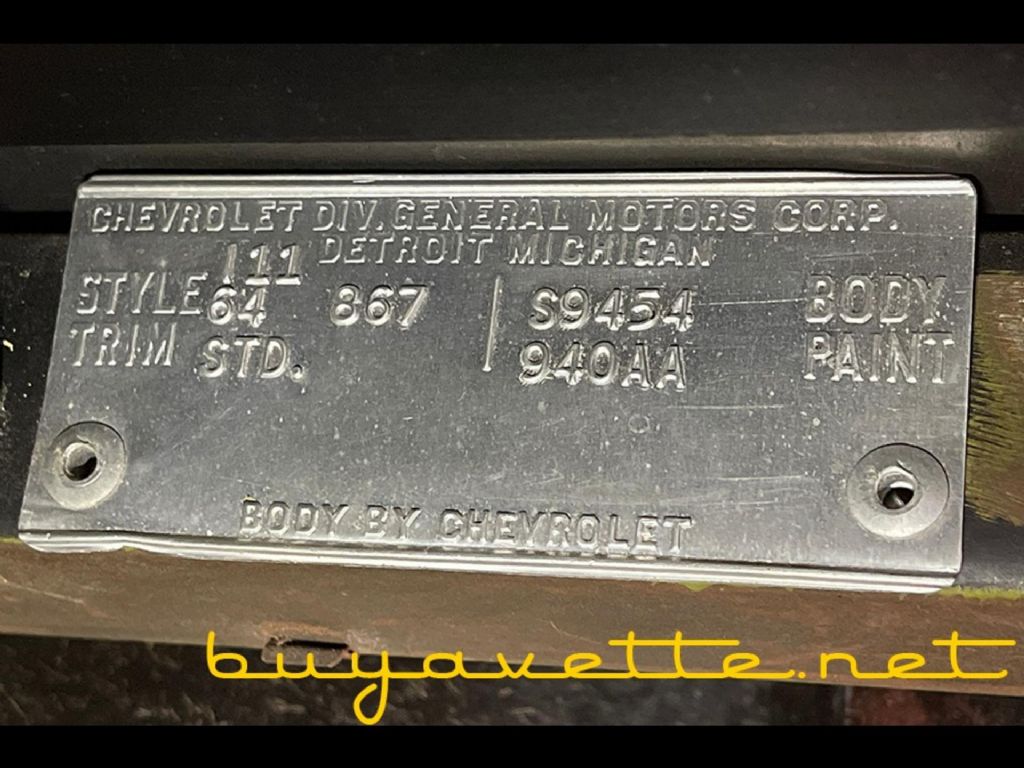 CHEVROLET DIV. GENERAL MOTORS CORP.
DETROIT MICHIGAN
111
STYLE 64 867 S9454 BODY
TRIM STD. 940AA PAINT
BODY BY CHEVROLET
buyavette.net